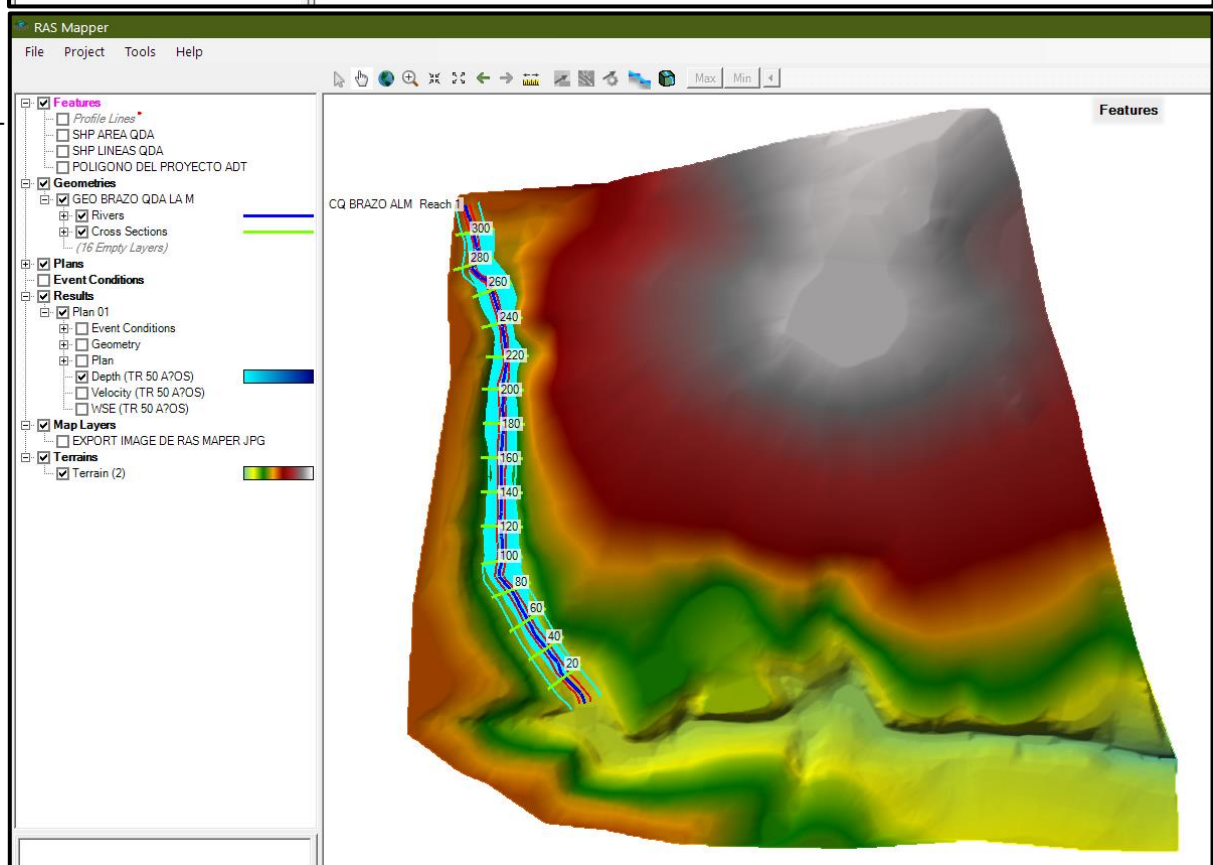 RAS Mapper
File Project Tools Help
Max Min
Features
Profile Lines
SHP AREA QDA
SHP LINEAS QDA
POLIGONO DEL PROYECTO ADT
Geometries
GEO BRAZO QDA LA M
Rivers
Cross Sections
(16 Empty Layers)
Plans
Event Conditions
Results
Plan 01
Event Conditions
Geometry
Plan
Depth (TR 50 A?OS)
Velocity (TR 50 A?OS)
WSE (TR 50 A?OS)
Map Layers
EXPORT IMAGE DE RAS MAPER JPG
Terrains
Terrain (2)
Features
CQ BRAZO ALM Reach 1
300
280
260
240
220
200
180
160
140
120
100
80
60
40
20